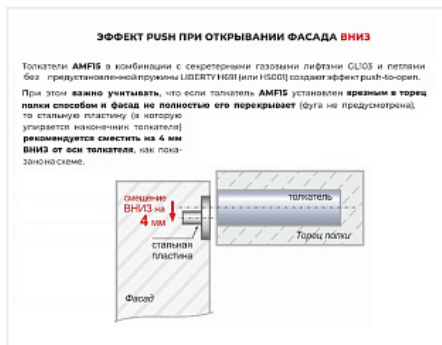 ЭФФЕКТ PUSH ПРИ ОТКРЫВАНИИ ФАСАДА ВНИЗ
Толкатели AMF15 в комбинации с секретерными газовыми лифтами GL103 и петлями
без предустановленной пружины LIBERTY H691 (или H5001) создают эффект push-to-open.
При этом важно учитывать, что если толкатель AMF15 установлен врезным в торец
полки способом и фасад не полностью его перекрывает (фуга не предусмотрена),
то стальную пластину (в которую
упирается наконечник толкателя)
рекомендуется сместить на 4 мм
ВНИЗ от оси толкателя, как пока-
зано на схеме.
смещение
ВНИЗ на
4 мм
толкатель
стальная
пластина
Торец полки
Фасад